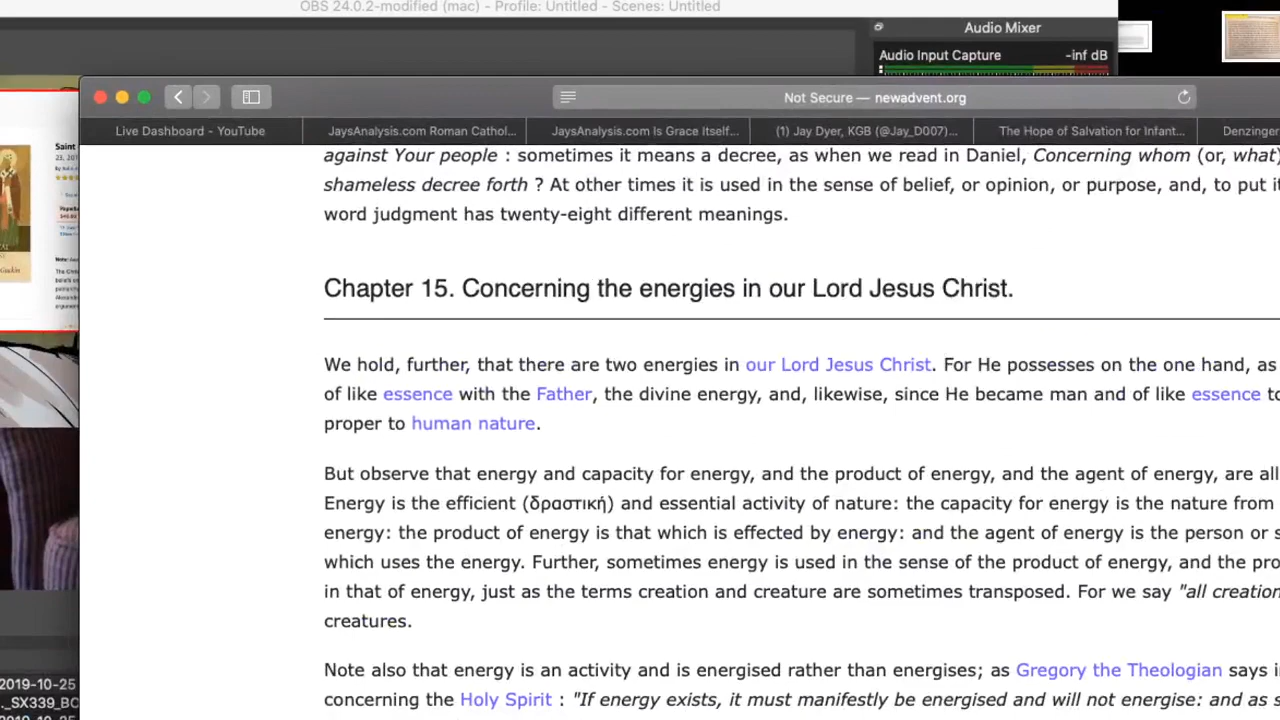 OBS 24.0.2-modified (mac) - Profile: Untitled - Scenes: Untitled
Audio Mixer
Audio Input Capture
-inf dB
Not Secure — newadvent.org
Live Dashboard - YouTube
JaysAnalysis.com Roman Cathol...
JaysAnalysis.com Is Grace Itself...
(1) Jay Dyer, KGB (@Jay_D007)...
The Hope of Salvation for Infant...
Denzinger
against Your people : sometimes it means a decree, as when we read in Daniel, Concerning whom (or, what)
shameless decree forth ? At other times it is used in the sense of belief, or opinion, or purpose, and, to put it
word judgment has twenty-eight different meanings.
Chapter 15. Concerning the energies in our Lord Jesus Christ.
We hold, further, that there are two energies in our Lord Jesus Christ. For He possesses on the one hand, as
of like essence with the Father, the divine energy, and, likewise, since He became man and of like essence to
proper to human nature.
But observe that energy and capacity for energy, and the product of energy, and the agent of energy, are all
Energy is the efficient (δραστική) and essential activity of nature: the capacity for energy is the nature from
energy: the product of energy is that which is effected by energy: and the agent of energy is the person or s
which uses the energy. Further, sometimes energy is used in the sense of the product of energy, and the pro
in that of energy, just as the terms creation and creature are sometimes transposed. For we say "all creation
creatures.
Note also that energy is an activity and is energised rather than energises; as Gregory the Theologian says i
concerning the Holy Spirit : "If energy exists, it must manifestly be energised and will not energise: and as s
Saint
2019-10-25
._SX339_BO
2019-10-25